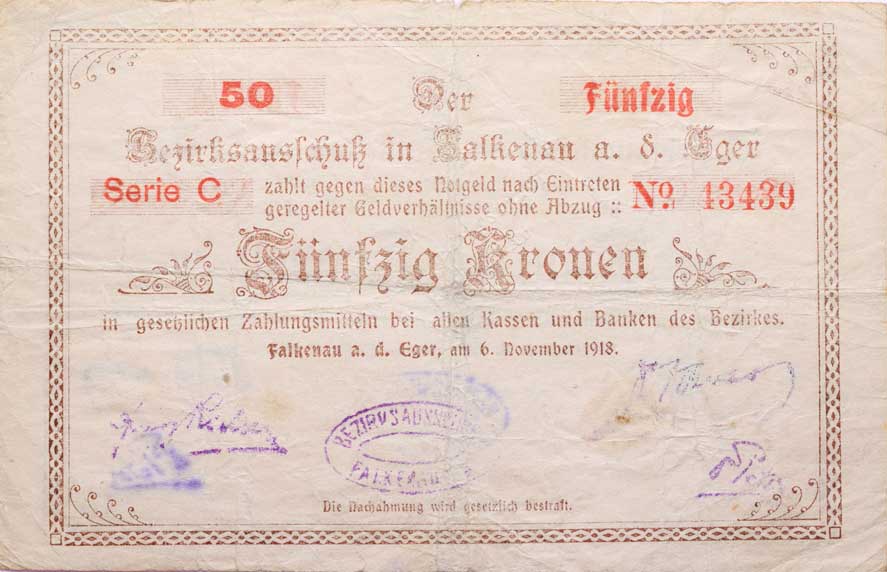 50 Der Fünfzig
Bezirksausschuß in Falkenau a. d. Eger
Serie C zahlt gegen dieses Notgeld nach Eintreten No. 13439
geregelter Geldverhältnisse ohne Abzug ::
Fünfzig Kronen
in gesetzlichen Zahlungsmitteln bei allen Kassen und Banken des Bezirkes.
Falkenau a. d. Eger, am 6. November 1918.
Die Nachahmung wird gesetzlich bestraft.